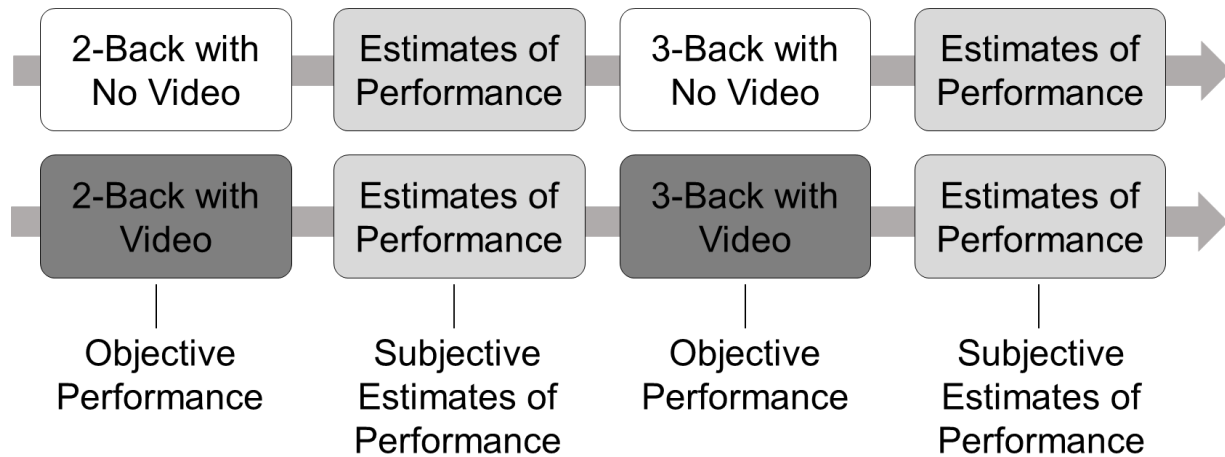 2-Back with
No Video
Estimates of
Performance
3-Back with
No Video
Estimates of
Performance
2-Back with
Video
Estimates of
Performance
3-Back with
Video
Estimates of
Performance
Objective
Performance
Subjective
Estimates of
Performance
Objective
Performance
Subjective
Estimates of
Performance